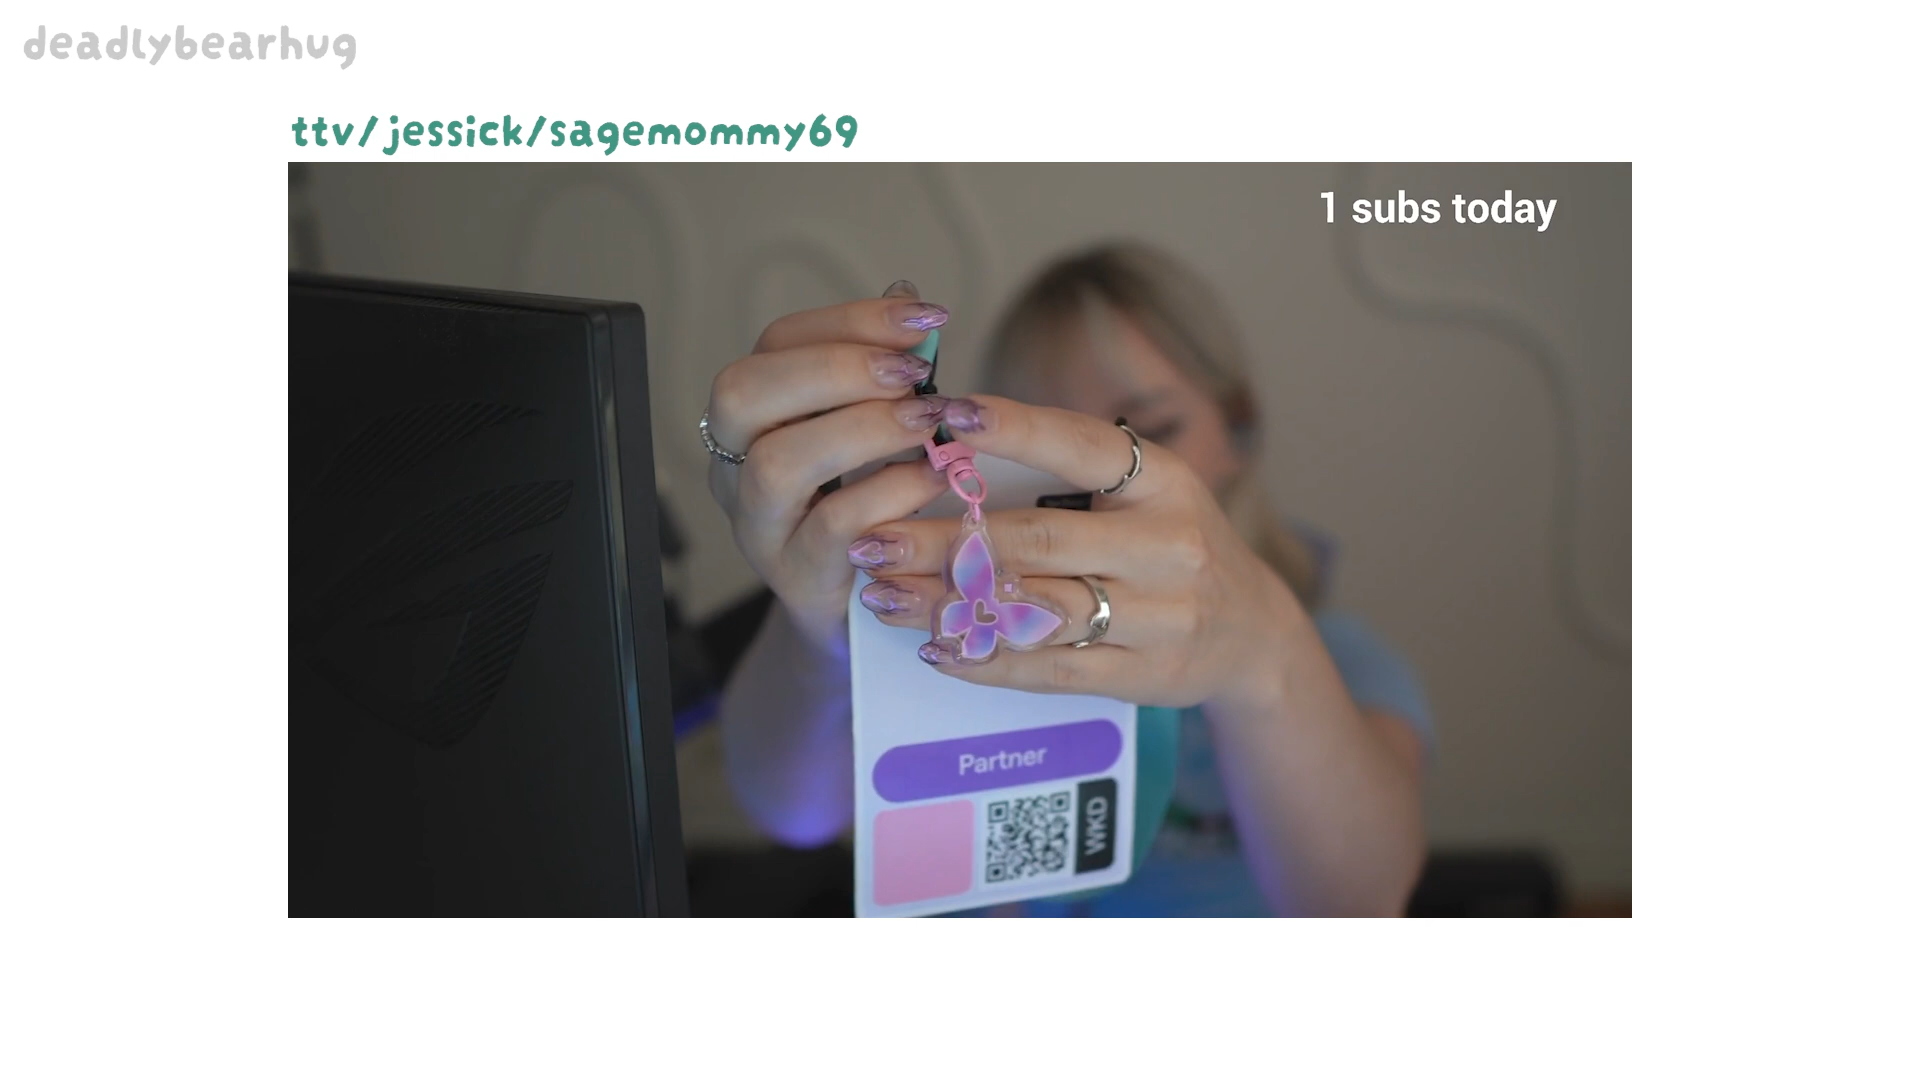 deadlybearhug
ttv/jessick/sagemommy69
1 subs today
Partner
WKD